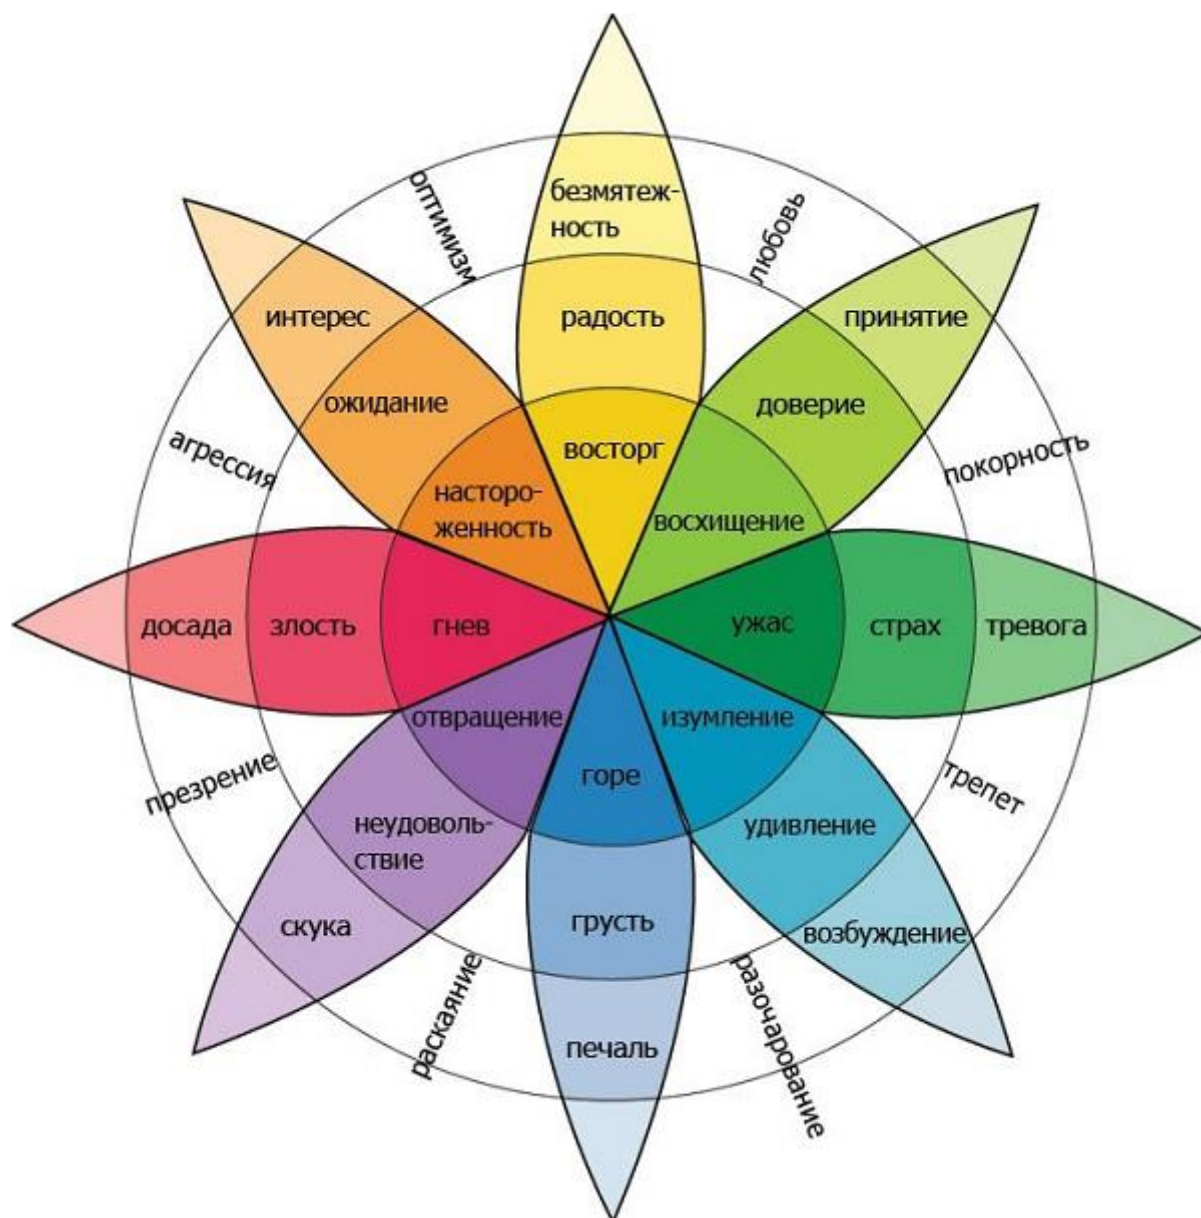 оптимизм
безмятеж-
ность
любовь
интерес
радость
принятие
ожидание
доверие
агрессия
восторг
покорность
насторо-
женность
восхищение
досада
злость
гнев
ужас
страх
тревога
отвращение
изумление
презрение
горе
трепет
неудоволь-
ствие
удивление
скука
грусть
возбуждение
раскаяние
печаль
разочарование